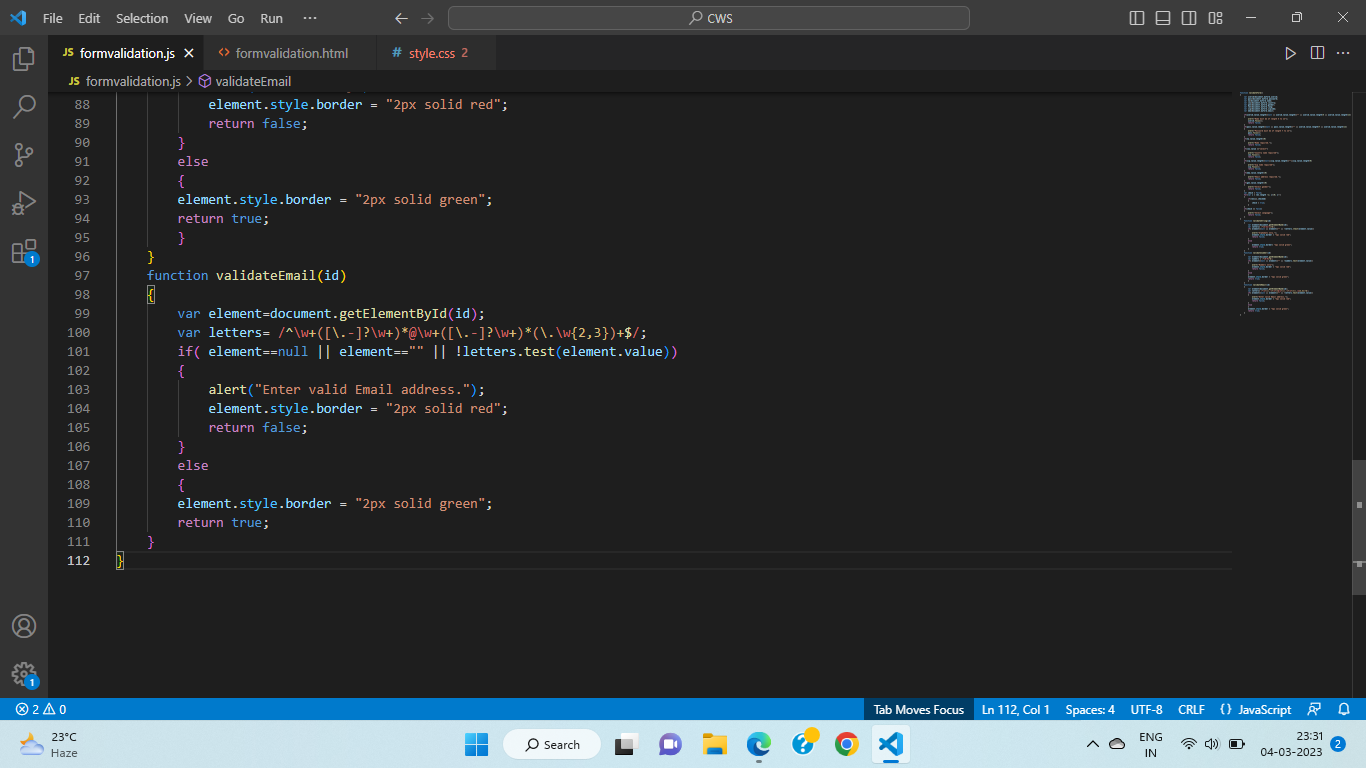 File Edit Selection View Go Run ··· CWS
JS formvalidation.js formvalidation.html # style.css 2
JS formvalidation.js > validateEmail
88 element.style.border = "2px solid red";
89 return false;
90 }
91 else
92 {
93 element.style.border = "2px solid green";
94 return true;
95 }
96 }
97 function validateEmail(id)
98 {
99 var element=document.getElementById(id);
100 var letters= /^\w+([\.-]?\w+)*@\w+([\.-]?\w+)*(\.\w{2,3})+$/;
101 if( element==null || element=="" || !letters.test(element.value))
102 {
103 alert("Enter valid Email address.");
104 element.style.border = "2px solid red";
105 return false;
106 }
107 else
108 {
109 element.style.border = "2px solid green";
110 return true;
111 }
112 }
1
1
2 0 Tab Moves Focus Ln 112, Col 1 Spaces: 4 UTF-8 CRLF {} JavaScript
23°C
Haze
Search
ENG
IN
23:31
04-03-2023
2